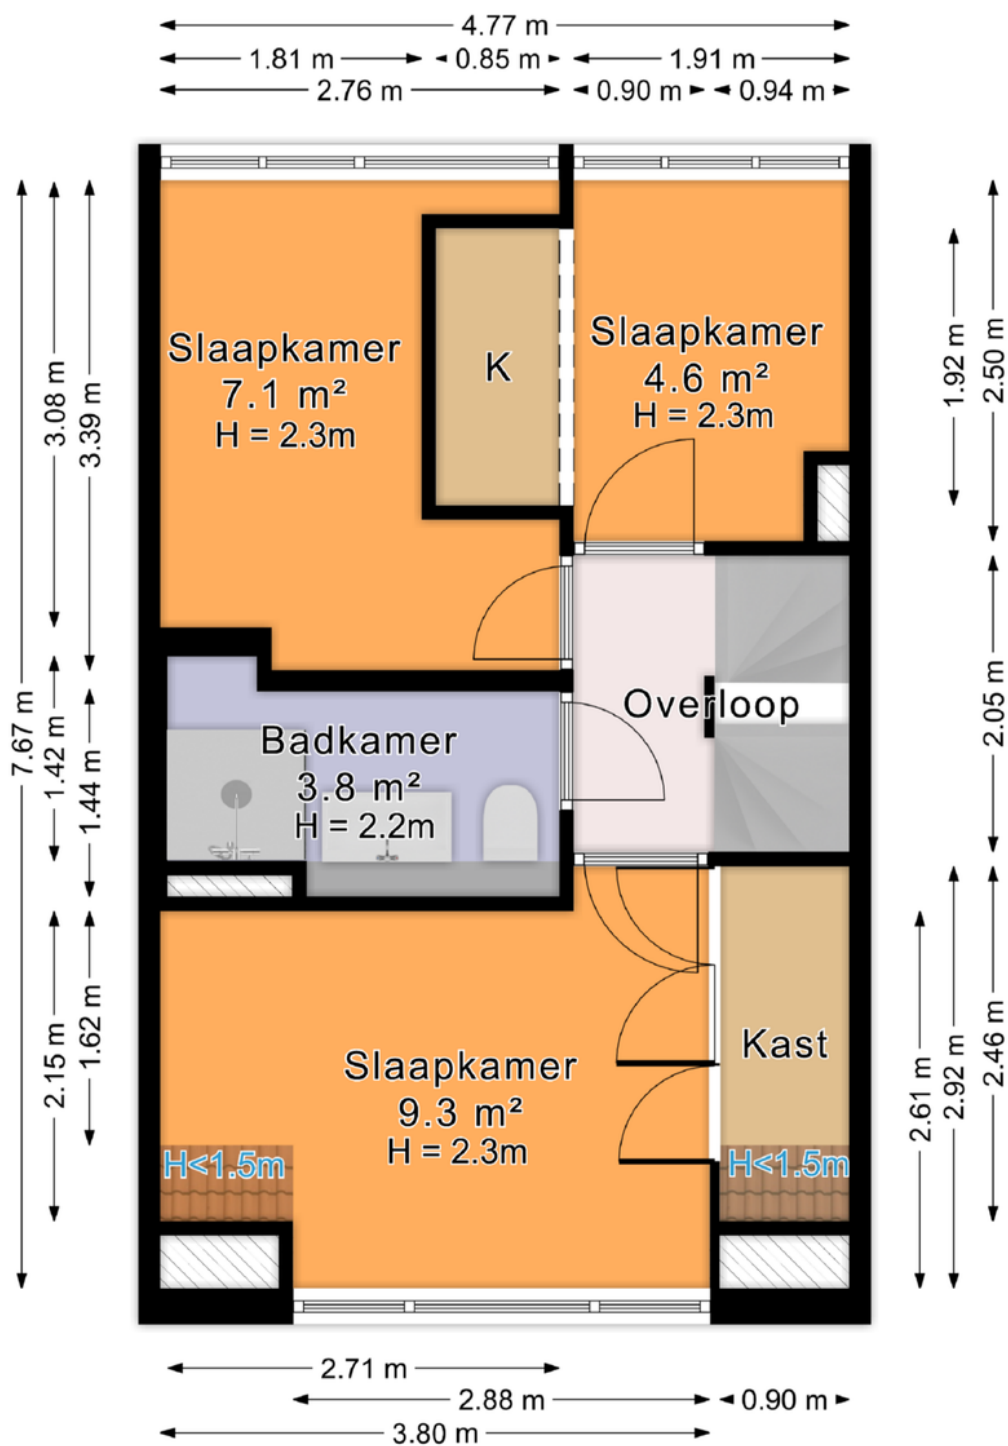 4.77 m
1.81 m
0.85 m
1.91 m
2.76 m
0.90 m
0.94 m
7.67 m
3.08 m
3.39 m
1.42 m
1.44 m
2.15 m
1.62 m
Slaapkamer
7.1 m²
H = 2.3m
K
Slaapkamer
4.6 m²
H = 2.3m
1.92 m
2.50 m
Overloop
2.05 m
Badkamer
3.8 m²
H = 2.2m
Slaapkamer
9.3 m²
H = 2.3m
Kast
H<1.5m
H<1.5m
2.61 m
2.92 m
2.46 m
2.71 m
2.88 m
0.90 m
3.80 m